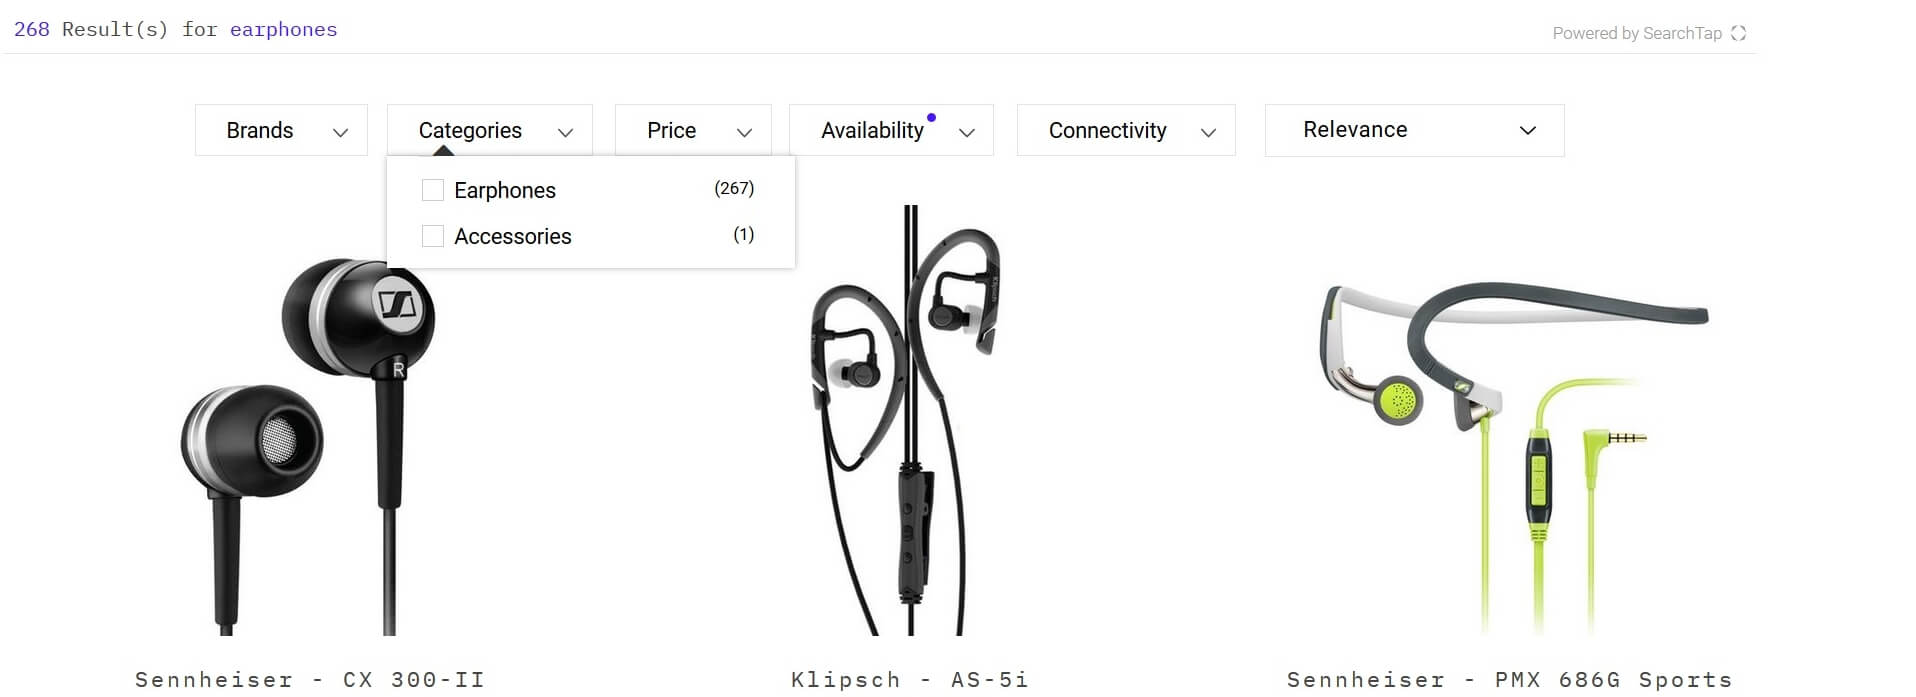 268 Result(s) for earphones
Powered by SearchTap
Brands Categories Price Availability Connectivity Relevance
Earphones (267)
Accessories (1)
R
Sennheiser - CX 300-II Klipsch - AS-5i Sennheiser - PMX 686G Sports